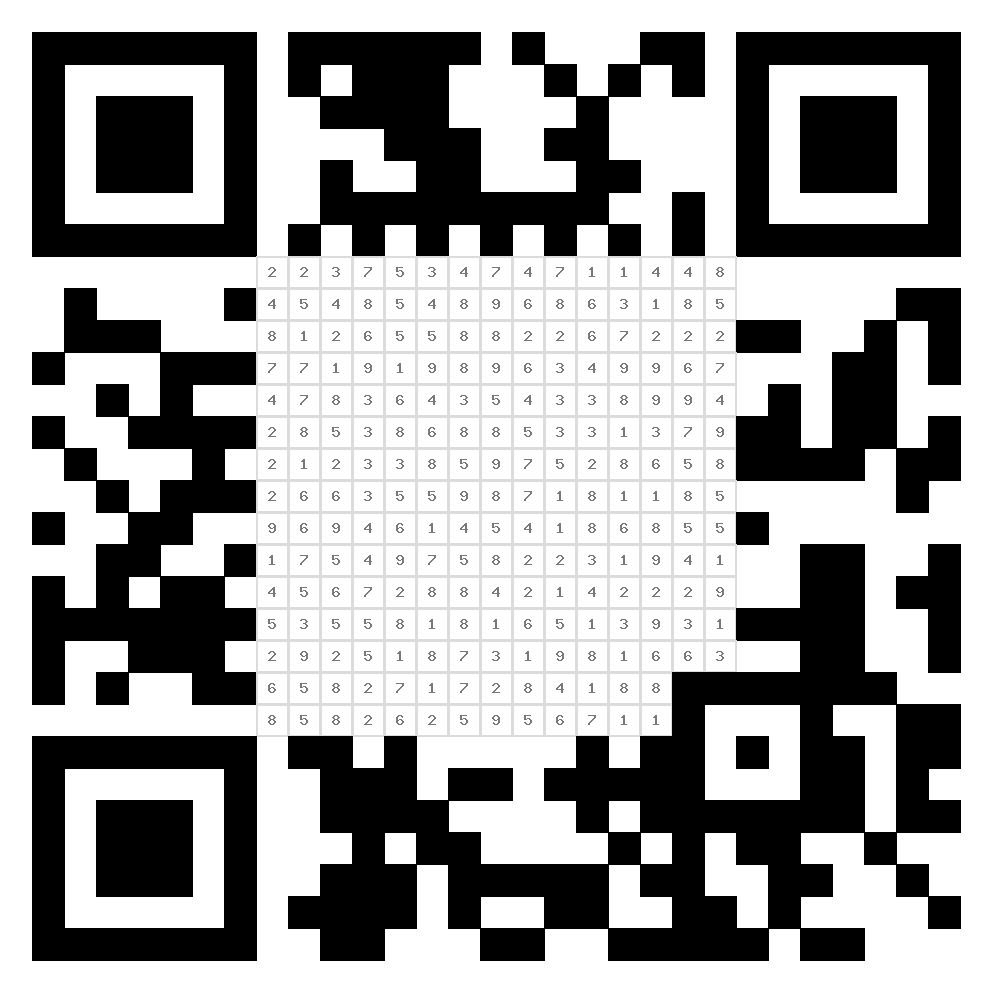 2 2 3 7 5 3 4 7 4 7 1 1 4 4 8
4 5 4 8 5 4 8 9 6 8 6 3 1 8 5
8 1 2 6 5 5 8 8 2 2 6 7 2 2 2
7 7 1 9 1 9 8 9 6 3 4 9 9 6 7
4 7 8 3 6 4 3 5 4 3 3 8 9 9 4
2 8 5 3 8 6 8 8 5 3 3 1 3 7 9
2 1 2 3 3 8 5 9 7 5 2 8 6 5 8
2 6 6 3 5 5 9 8 7 1 8 1 1 8 5
9 6 9 4 6 1 4 5 4 1 8 6 8 5 5
1 7 5 4 9 7 5 8 2 2 3 1 9 4 1
4 5 6 7 2 8 8 4 2 1 4 2 2 2 9
5 3 5 5 8 1 8 1 6 5 1 3 9 3 1
2 9 2 5 1 8 7 3 1 9 8 1 6 6 3
6 5 8 2 7 1 7 2 8 4 1 8 8
8 5 8 2 6 2 5 9 5 6 7 1 1